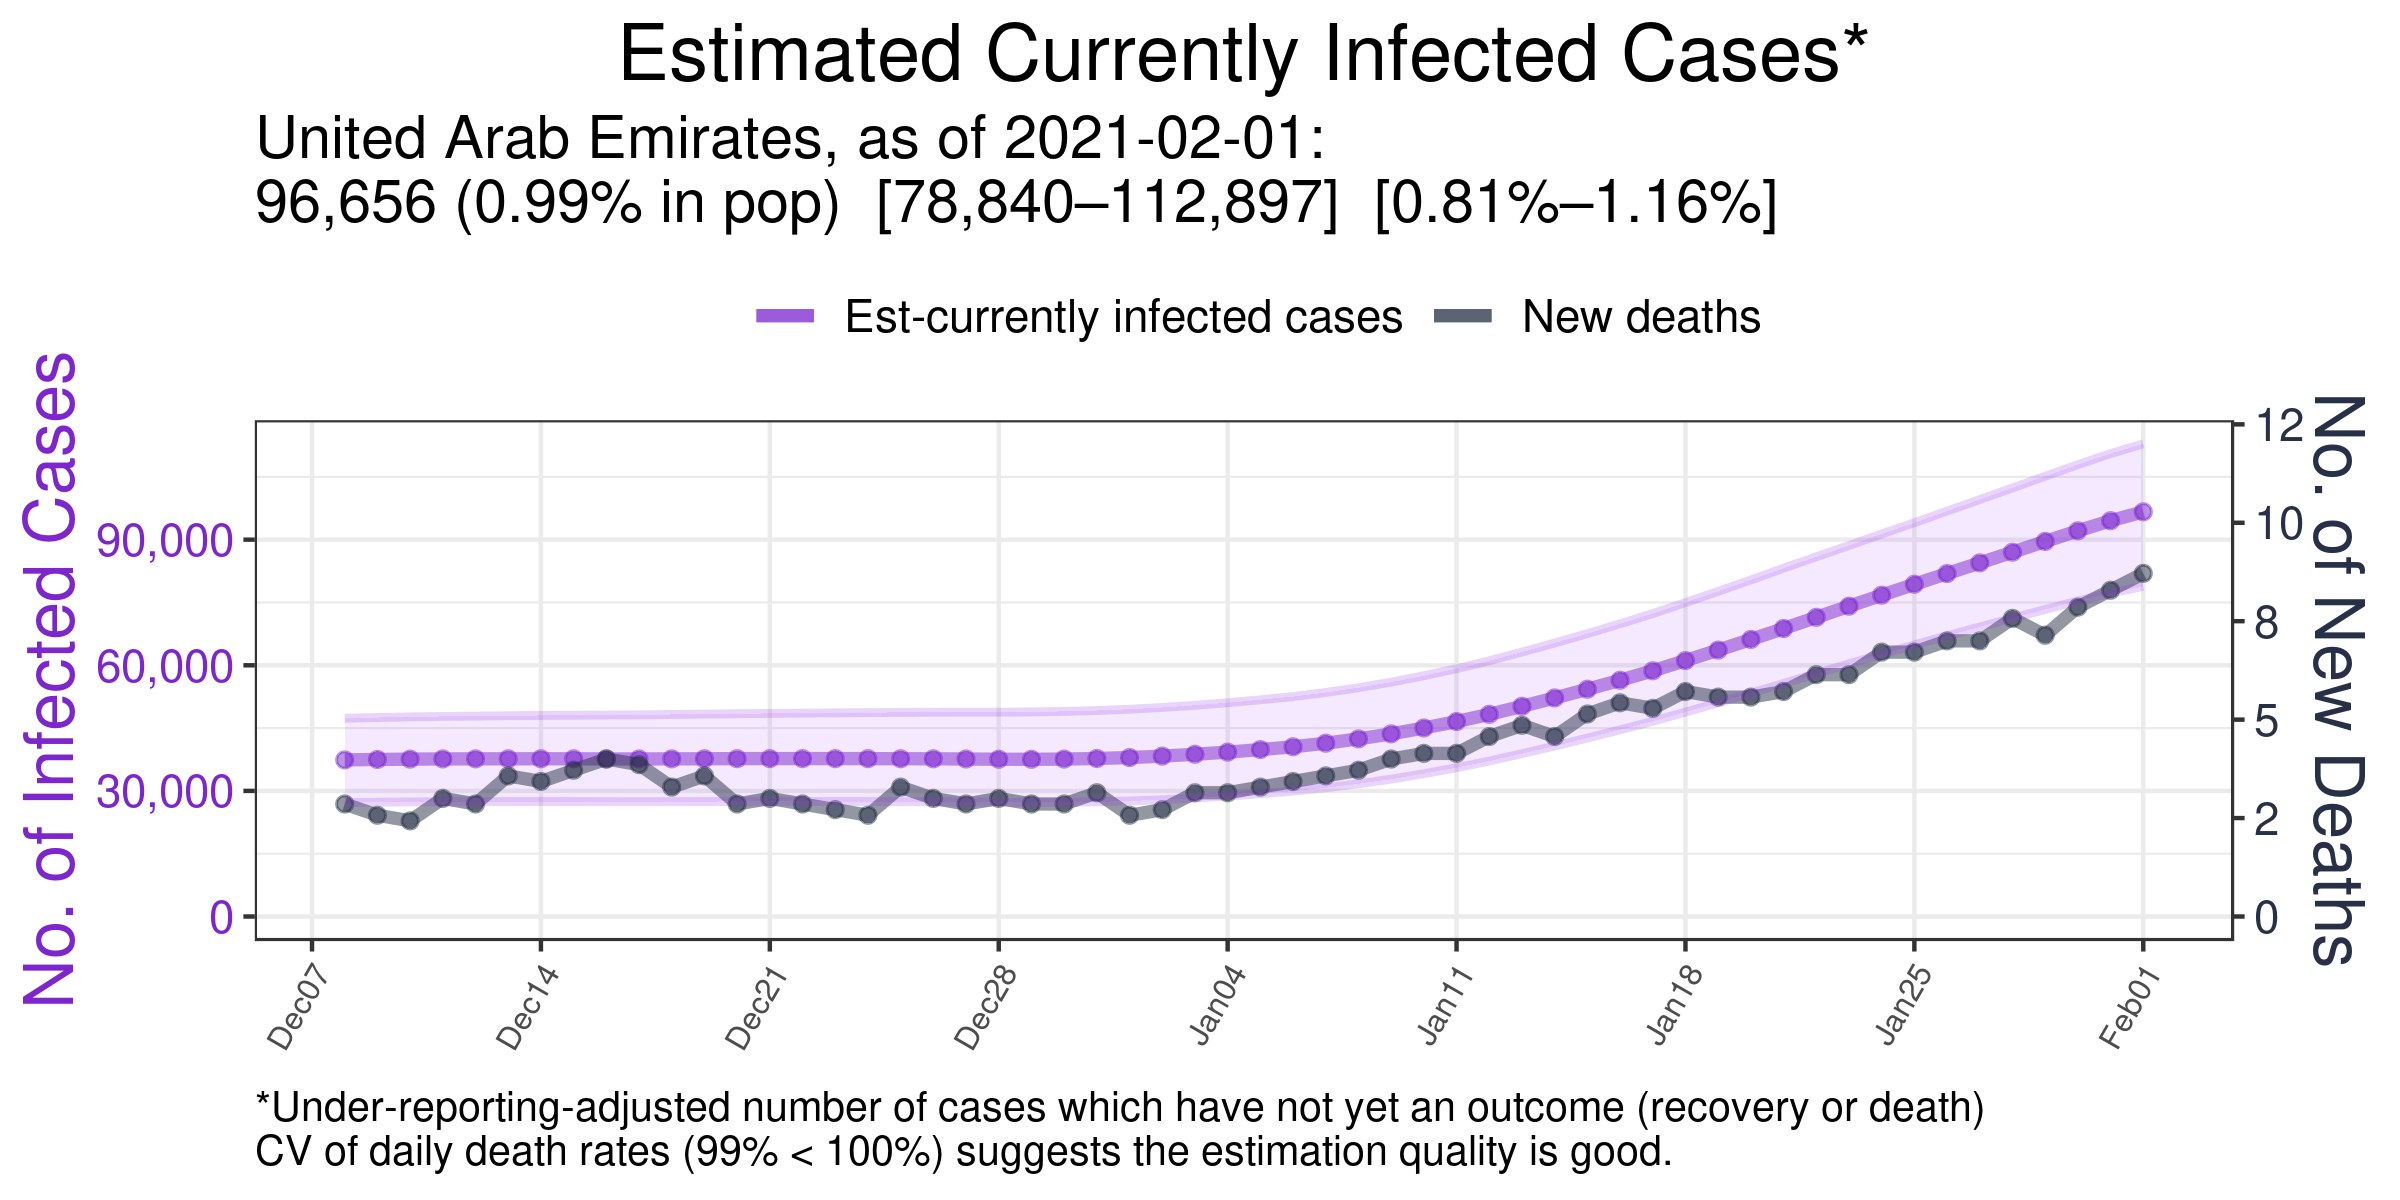 Estimated Currently Infected Cases*
United Arab Emirates, as of 2021-02-01:
96,656 (0.99% in pop)  [78,840–112,897]  [0.81%–1.16%]
Est-currently infected cases
New deaths
No. of Infected Cases
90,000
60,000
30,000
0
12
10
8
5
2
0
No. of New Deaths
Dec07
Dec14
Dec21
Dec28
Jan04
Jan11
Jan18
Jan25
Feb01
*Under-reporting-adjusted number of cases which have not yet an outcome (recovery or death)
CV of daily death rates (99% < 100%) suggests the estimation quality is good.